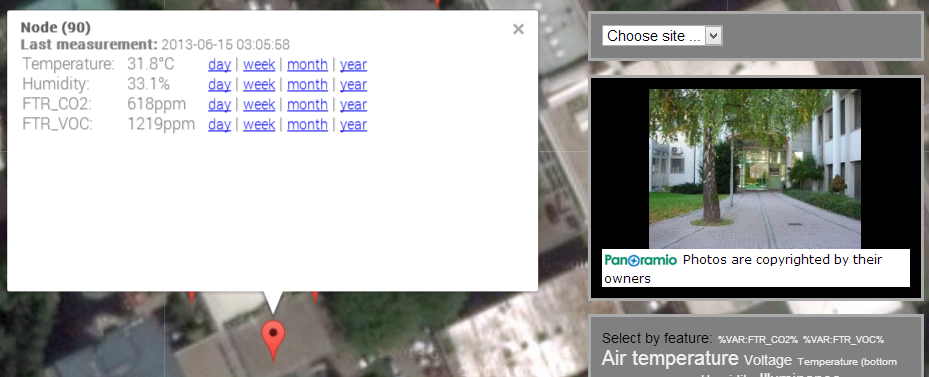 Node (90)
Last measurement: 2013-06-15 03:05:58
Temperature: 31.8°C day | week | month | year
Humidity: 33.1% day | week | month | year
FTR_CO2: 618ppm day | week | month | year
FTR_VOC: 1219ppm day | week | month | year
Choose site ...
Panoramio Photos are copyrighted by their
owners
Select by feature: %VAR:FTR_CO2% %VAR:FTR_VOC%
Air temperature Voltage Temperature (bottom